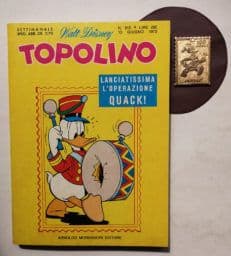 SETTIMANALE
Walt Disney
TOPOLINO
LANCIATISSIMA
L'OPERAZIONE
QUACK!
ARNOLDO MONDADORI EDITORE